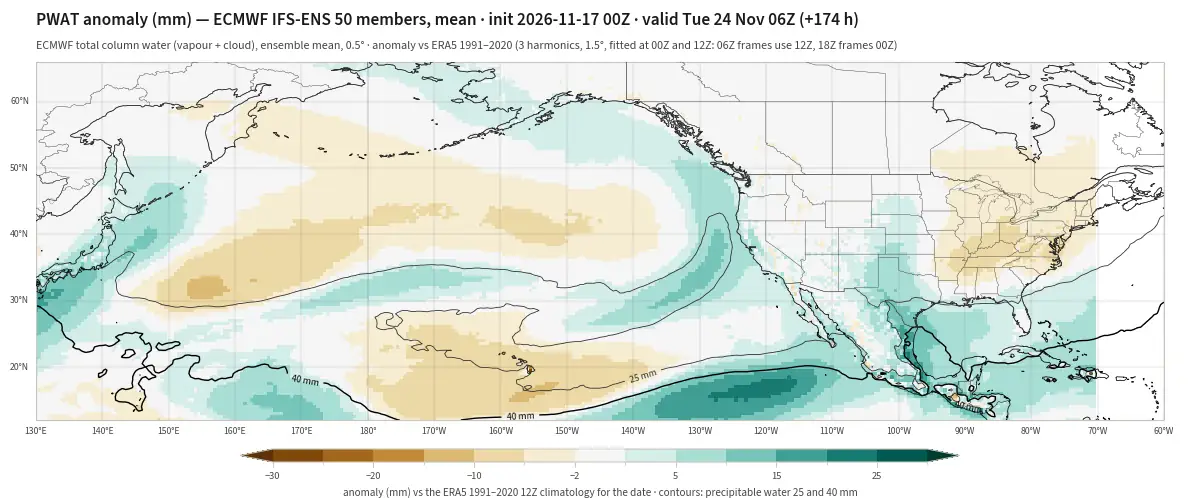 PWAT anomaly (mm) — ECMWF IFS-ENS 50 members, mean · init 2026-11-17 00Z · valid Tue 24 Nov 06Z (+174 h)
ECMWF total column water (vapour + cloud), ensemble mean, 0.5° · anomaly vs ERA5 1991–2020 (3 harmonics, 1.5°, fitted at 00Z and 12Z: 06Z frames use 12Z, 18Z frames 00Z)
60°N
50°N
40°N
30°N
20°N
40 mm
25 mm
40 mm
130°E 140°E 150°E 160°E 170°E 180° 170°W 160°W 150°W 140°W 130°W 120°W 110°W 100°W 90°W 80°W 70°W 60°W
−30 −20 −10 −2 5 15 25
anomaly (mm) vs the ERA5 1991–2020 12Z climatology for the date · contours: precipitable water 25 and 40 mm